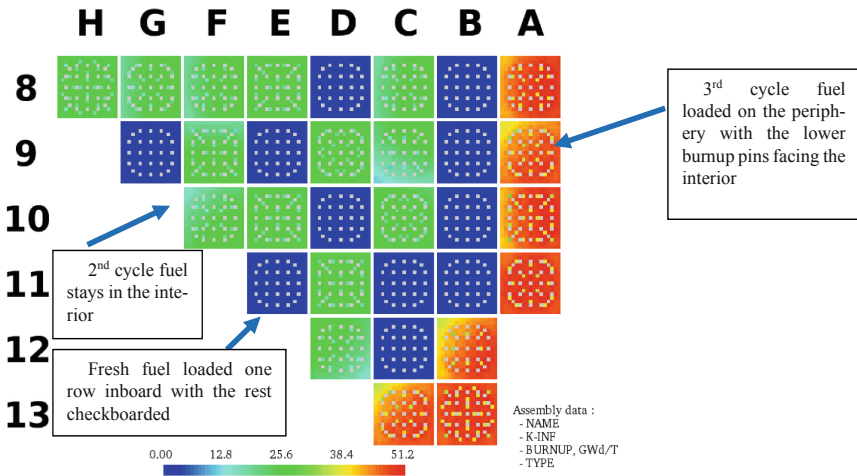 H G F E D C B A
8
9
10
11
12
13
3rd cycle fuel
loaded on the periph-
ery with the lower
burnup pins facing the
interior
2nd cycle fuel
stays in the inte-
rior
Fresh fuel loaded one
row inboard with the rest
checkboarded
Assembly data :
- NAME
- K-INF
- BURNUP, GWd/T
- TYPE
0.00 12.8 25.6 38.4 51.2